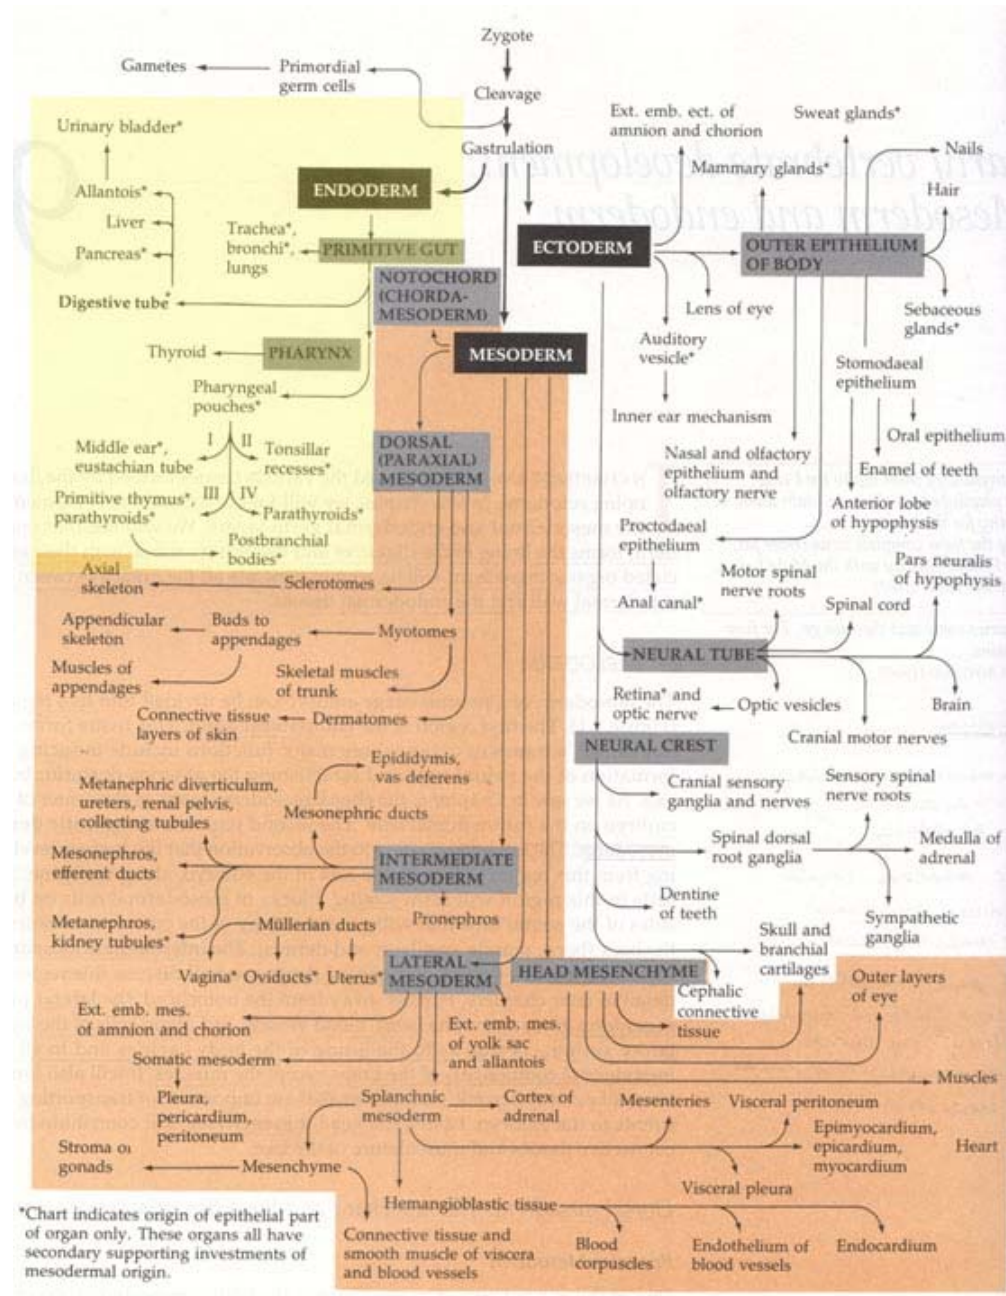 Zygote
Gametes
Primordial
germ cells
Cleavage
Gastrulation
Urinary bladder*
Allantois*
Liver
Pancreas*
Digestive tube*
ENDODERM
Trachea*,
bronchi*,
lungs
PRIMITIVE GUT
NOTOCHORD
(CHORDA-
MESODERM)
Thyroid
PHARYNX
Pharyngeal
pouches*
I
II
Middle ear*,
eustachian tube
Tonsillar
recesses*
Primitive thymus*,
parathyroids*
III
IV
Parathyroids*
Postbranchial
bodies*
Ext. emb. ect. of
amnion and chorion
Sweat glands*
Mammary glands*
Nails
Hair
ECTODERM
OUTER EPITHELIUM
OF BODY
Lens of eye
Sebaceous
glands*
Auditory
vesicle*
Inner ear mechanism
Stomodaeal
epithelium
Oral epithelium
Enamel of teeth
Nasal and olfactory
epithelium and
olfactory nerve
Anterior lobe
of hypophysis
Proctodaeal
epithelium
Anal canal*
Motor spinal
nerve roots
Pars neuralis
of hypophysis
Spinal cord
NEURAL TUBE
Retina* and
optic nerve
Optic vesicles
Brain
Cranial motor nerves
NEURAL CREST
Cranial sensory
ganglia and nerves
Sensory spinal
nerve roots
Spinal dorsal
root ganglia
Medulla of
adrenal
Sympathetic
ganglia
Dentine
of teeth
Skull and
branchial
cartilages
Cephalic
connective
tissue
MESODERM
DORSAL
(PARAXIAL)
MESODERM
Axial
skeleton
Sclerotomes
Appendicular
skeleton
Buds to
appendages
Myotomes
Muscles of
appendages
Skeletal muscles
of trunk
Connective tissue
layers of skin
Dermatomes
Epididymis,
vas deferens
Metanephric diverticulum,
ureters, renal pelvis,
collecting tubules
Mesonephric ducts
Mesonephros,
efferent ducts
INTERMEDIATE
MESODERM
Metanephros,
kidney tubules*
Müllerian ducts
Pronephros
Vagina* Oviducts* Uterus*
LATERAL
MESODERM
HEAD MESENCHYME
Outer layers
of eye
Muscles
Ext. emb. mes.
of amnion and chorion
Ext. emb. mes.
of yolk sac
and allantois
Somatic mesoderm
Pleura,
pericardium,
peritoneum
Splanchnic
mesoderm
Cortex of
adrenal
Mesenteries
Visceral peritoneum
Epimyocardium,
epicardium,
myocardium
Heart
Stroma of
gonads
Mesenchyme
Visceral pleura
Hemangioblastic tissue
Connective tissue and
smooth muscle of viscera
and blood vessels
Blood
corpuscles
Endothelium of
blood vessels
Endocardium
*Chart indicates origin of epithelial part
of organ only. These organs all have
secondary supporting investments of
mesodermal origin.